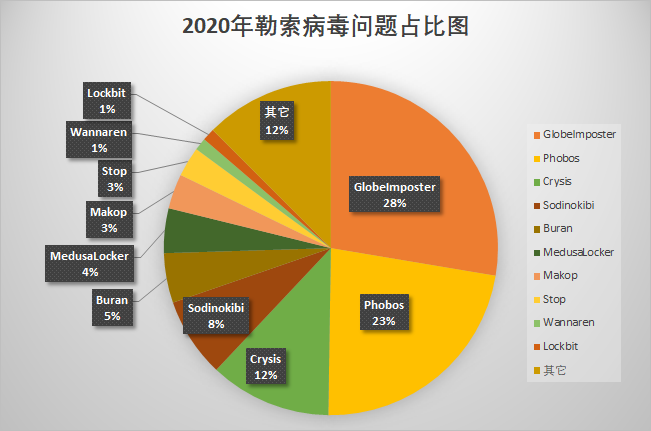 2020年勒索病毒问题占比图
Lockbit
1%
Wannaren
1%
Stop
3%
Makop
3%
MedusaLocker
4%
Buran
5%
Sodinokibi
8%
Crysis
12%
其它
12%
GlobeImposter
28%
Phobos
23%
GlobeImposter
Phobos
Crysis
Sodinokibi
Buran
MedusaLocker
Makop
Stop
Wannaren
Lockbit
其它